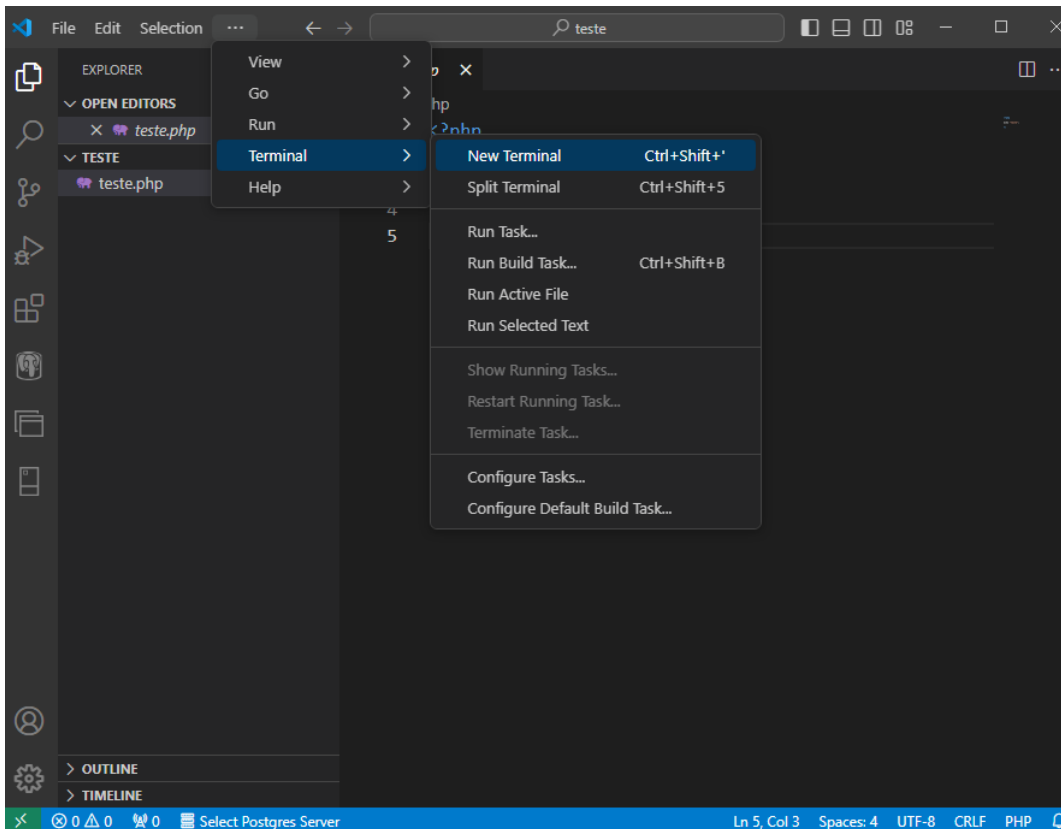 File Edit Selection ··· teste
EXPLORER
OPEN EDITORS
teste.php
TESTE
teste.php
View
Go
Run
Terminal
Help
hp
<?php
4
5
New Terminal Ctrl+Shift+'
Split Terminal Ctrl+Shift+5
Run Task...
Run Build Task... Ctrl+Shift+B
Run Active File
Run Selected Text
Show Running Tasks...
Restart Running Task...
Terminate Task...
Configure Tasks...
Configure Default Build Task...
OUTLINE
TIMELINE
0 0 0 Select Postgres Server Ln 5, Col 3 Spaces: 4 UTF-8 CRLF PHP